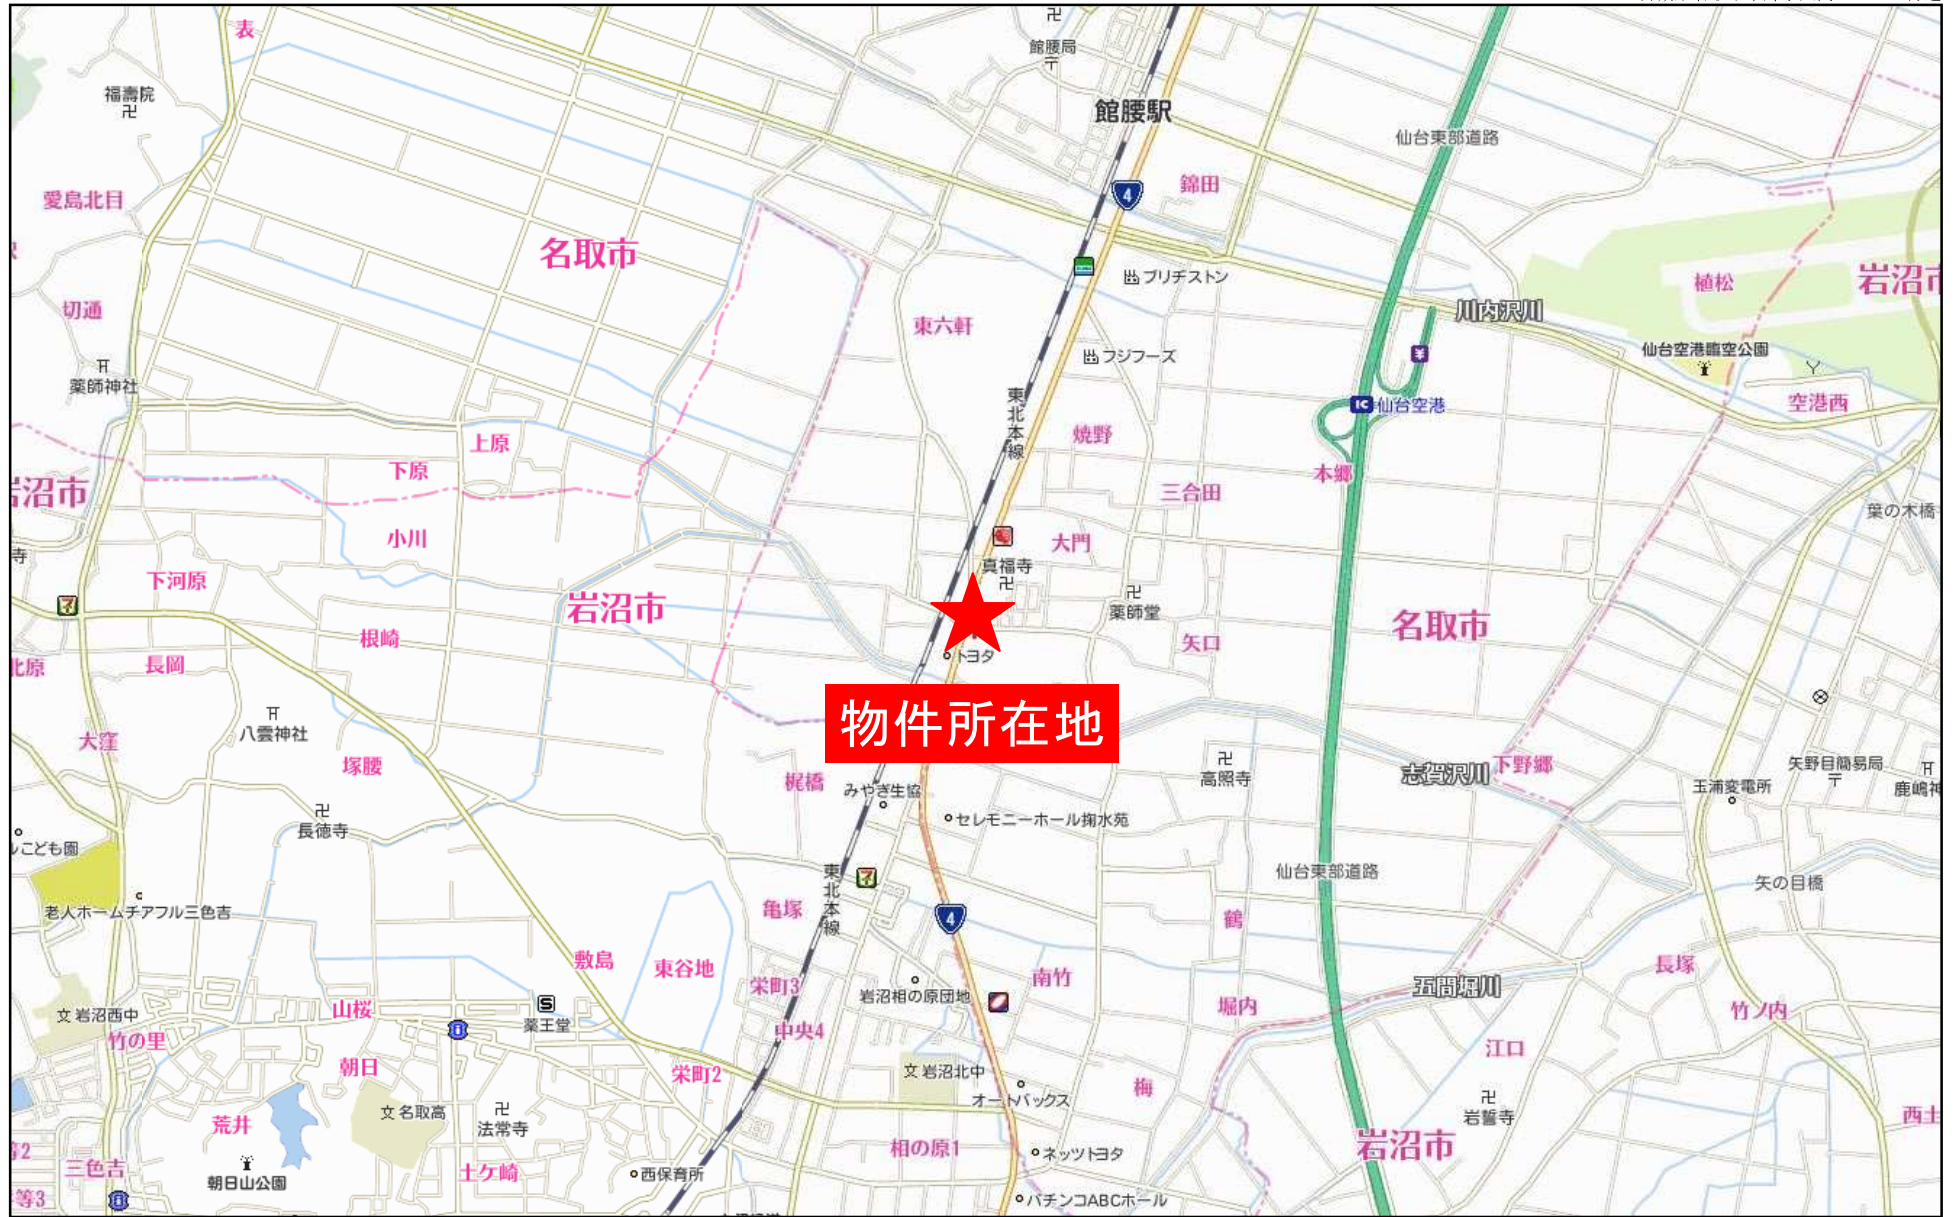 表
館腰局
福壽院
館腰駅
仙台東部道路
4
錦田
愛島北目
名取市
ブリヂストン
植松
岩沼市
切通
東六軒
川内沢川
フジフーズ
仙台空港臨空公園
薬師神社
東北本線
IC 仙台空港
空港西
焼野
上原
下原
本郷
三合田
沼市
葉の木橋
小川
大門
寺
真福寺
下河原
7
岩沼市
薬師堂
名取市
根崎
矢口
トヨタ
北原
長岡
物件所在地
八雲神社
大窪
塚腰
高照寺
志賀沢川
下野郷
矢野目簡易局
梶橋
みやぎ生協
玉浦変電所
鹿嶋神
セレモニーホール掬水苑
長徳寺
こども園
仙台東部道路
東北本線
7
矢の目橋
老人ホームチアフル三色吉
亀塚
4
鶴
敷島
東谷地
長塚
南竹
栄町3
五間堀川
岩沼相の原団地
堀内
山桜
S
薬王堂
文 岩沼西中
竹ノ内
中央4
竹の里
江口
朝日
栄町2
文 岩沼北中
梅
オートバックス
文 名取高
岩誓寺
荒井
法常寺
西土
岩沼市
相の原1
ネッツトヨタ
等2
三色吉
土ケ崎
西保育所
朝日山公園
等3
パチンコABCホール